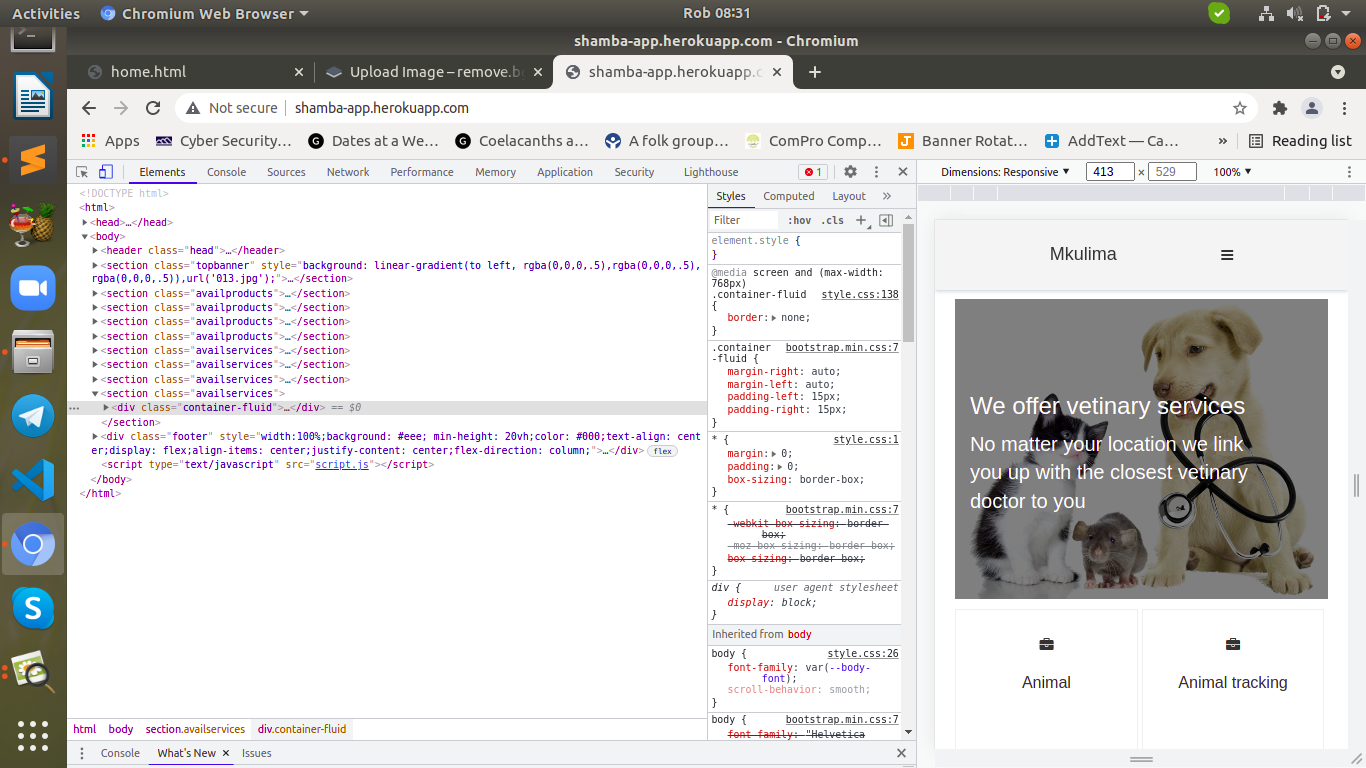 Activities Chromium Web Browser Rob 08:31
shamba-app.herokuapp.com - Chromium
home.html Upload Image – remove.b shamba-app.herokuapp.c
Not secure shamba-app.herokuapp.com
Apps Cyber Security… Dates at a We… Coelacanths a… A folk group… ComPro Comp… Banner Rotat… AddText — Ca… » Reading list
Elements Console Sources Network Performance Memory Application Security Lighthouse 1
Dimensions: Responsive 413 × 529 100%
<!DOCTYPE html>
<html>
<head>…</head>
<body>
<header class="head">…</header>
<section class="topbanner" style="background: linear-gradient(to left, rgba(0,0,0,.5),rgba(0,0,0,.5),
rgba(0,0,0,.5)),url('013.jpg');">…</section>
<section class="availproducts">…</section>
<section class="availproducts">…</section>
<section class="availproducts">…</section>
<section class="availproducts">…</section>
<section class="availservices">…</section>
<section class="availservices">…</section>
<section class="availservices">…</section>
<section class="availservices">
… <div class="container-fluid">…</div> == $0
</section>
<div class="footer" style="width:100%;background: #eee; min-height: 20vh;color: #000;text-align: cent
er;display: flex;align-items: center;justify-content: center;flex-direction: column;">…</div> flex
<script type="text/javascript" src="script.js"></script>
</body>
</html>
html body section.availservices div.container-fluid
Console What's New × Issues
Styles Computed Layout »
Filter :hov .cls +
element.style {
}
@media screen and (max-width:
768px)
.container-fluid style.css:138
{
border: none;
}
.container bootstrap.min.css:7
-fluid {
margin-right: auto;
margin-left: auto;
padding-left: 15px;
padding-right: 15px;
}
* { style.css:1
margin: 0;
padding: 0;
box-sizing: border-box;
}
* { bootstrap.min.css:7
-webkit-box-sizing: border-
box;
-moz-box-sizing: border-box;
box-sizing: border-box;
}
div { user agent stylesheet
display: block;
}
Inherited from body
body { style.css:26
font-family: var(--body-
font);
scroll-behavior: smooth;
}
body { bootstrap.min.css:7
font-family: "Helvetica
Mkulima
We offer vetinary services
No matter your location we link
you up with the closest vetinary
doctor to you
Animal Animal tracking